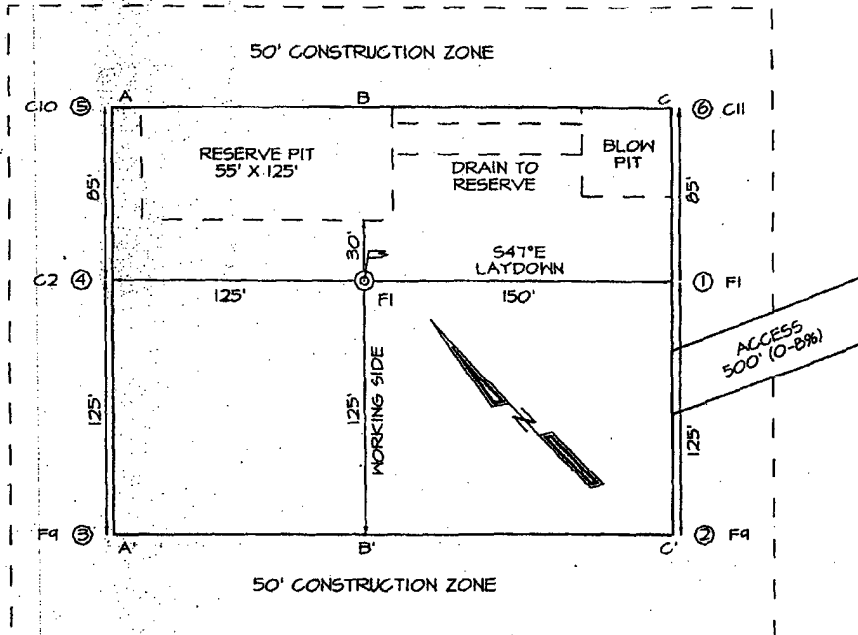 50' CONSTRUCTION ZONE
A B C
C10 ⑤ ⑥ C11
RESERVE PIT
55' X 125'
DRAIN TO
RESERVE
BLOW
PIT
85'
85'
30'
S47°E
LAYDOWN
C2 ④ ① F1
125'
F1
150'
ACCESS
500' (0-8%)
125'
125'
WORKING SIDE
N
125'
F9 ③ ② F9
A' B' C'
50' CONSTRUCTION ZONE